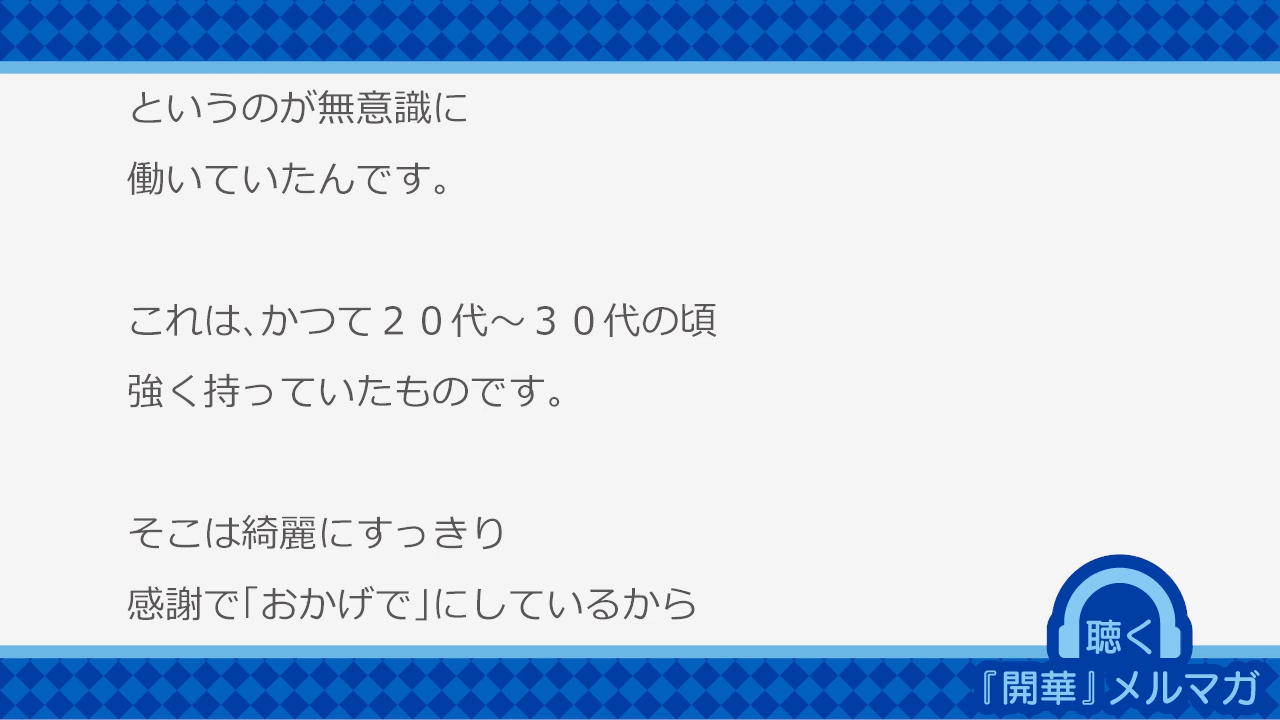 というのが無意識に
働いていたんです。
これは、かつて２０代～３０代の頃
強く持っていたものです。
そこは綺麗にすっきり
感謝で「おかげで」にしているから
聴く
『開華』メルマガ